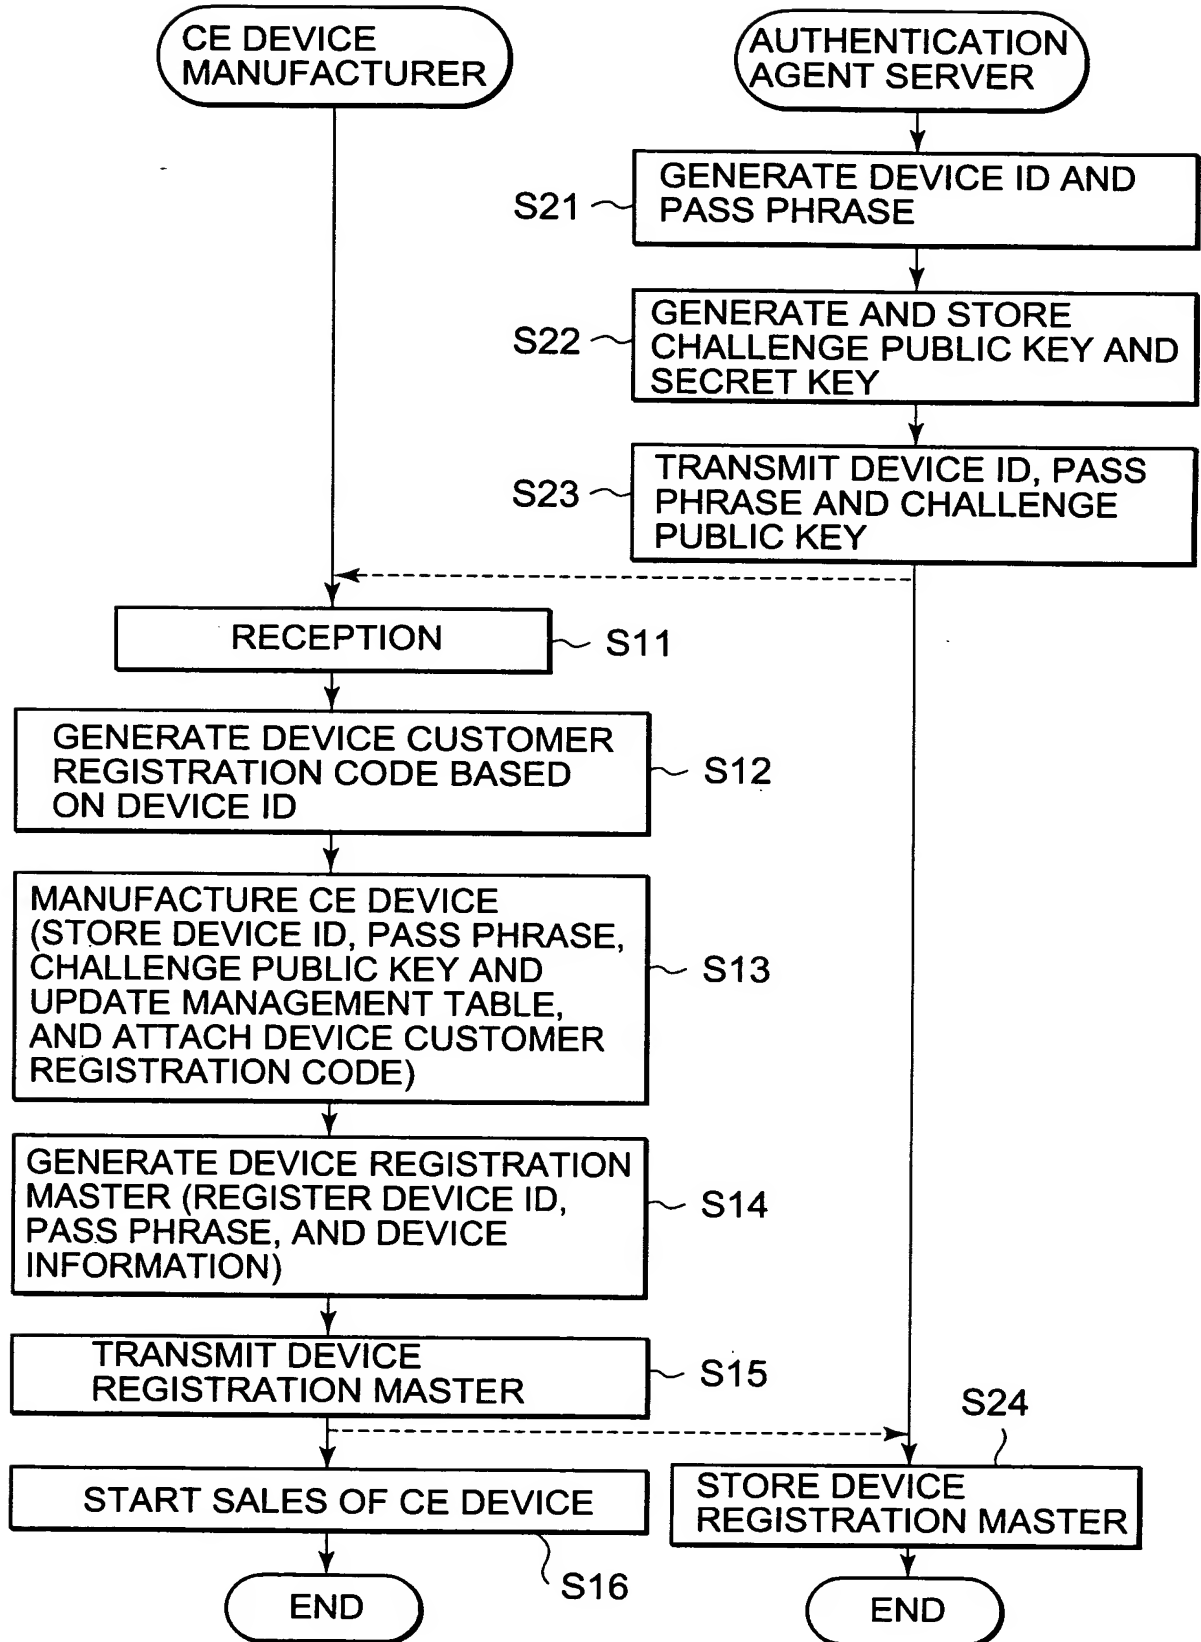 CE DEVICE
MANUFACTURER
AUTHENTICATION
AGENT SERVER
S21
GENERATE DEVICE ID AND
PASS PHRASE
S22
GENERATE AND STORE
CHALLENGE PUBLIC KEY AND
SECRET KEY
S23
TRANSMIT DEVICE ID, PASS
PHRASE AND CHALLENGE
PUBLIC KEY
RECEPTION
S11
GENERATE DEVICE CUSTOMER
REGISTRATION CODE BASED
ON DEVICE ID
S12
MANUFACTURE CE DEVICE
(STORE DEVICE ID, PASS PHRASE,
CHALLENGE PUBLIC KEY AND
UPDATE MANAGEMENT TABLE,
AND ATTACH DEVICE CUSTOMER
REGISTRATION CODE)
S13
GENERATE DEVICE REGISTRATION
MASTER (REGISTER DEVICE ID,
PASS PHRASE, AND DEVICE
INFORMATION)
S14
TRANSMIT DEVICE
REGISTRATION MASTER
S15
S24
START SALES OF CE DEVICE
S16
STORE DEVICE
REGISTRATION MASTER
END
END